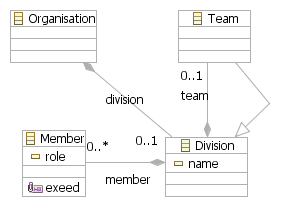 Organisation
Team
0..1
team
division
Member
role
exeed
0..*
0..1
member
Division
name